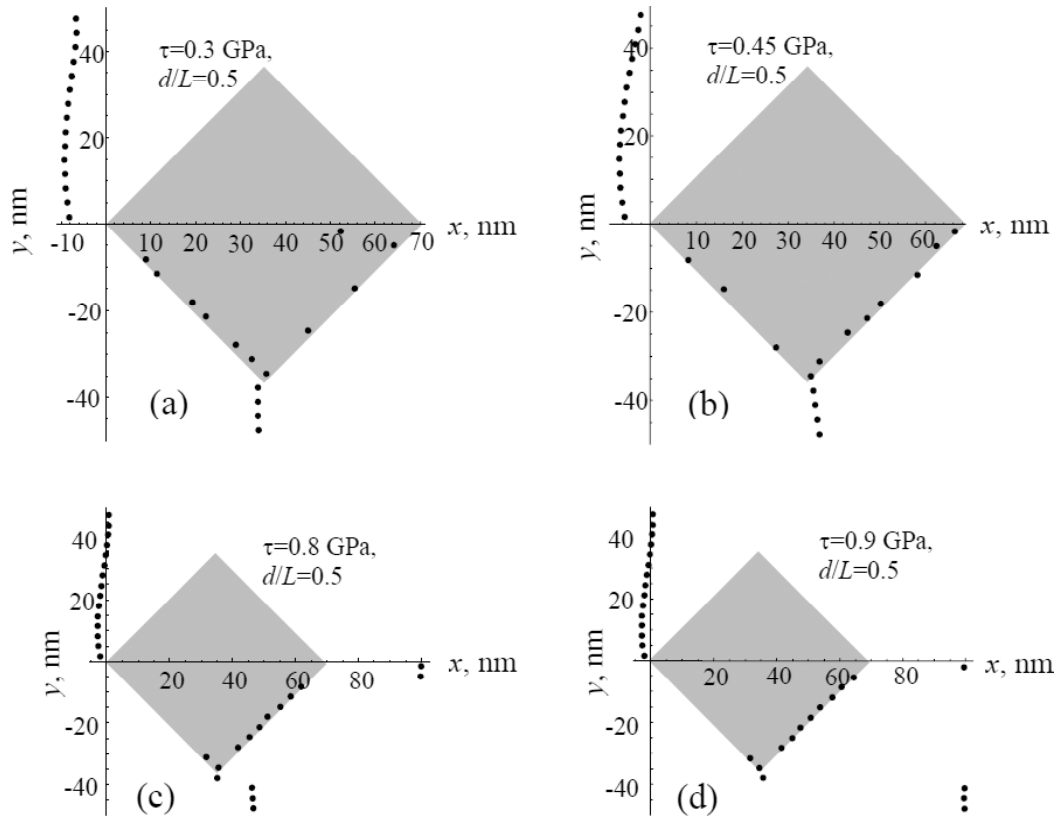 40
τ=0.3 GPa,
d/L=0.5
20
y, nm
-10 10 20 30 40 50 60 70 x, nm
-20
-40
(a)
40
τ=0.45 GPa,
d/L=0.5
20
y, nm
10 20 30 40 50 60 x, nm
-20
-40
(b)
40
τ=0.8 GPa,
d/L=0.5
20
y, nm
20 40 60 80 x, nm
-20
-40
(c)
40
τ=0.9 GPa,
d/L=0.5
20
y, nm
20 40 60 80 x, nm
-20
-40
(d)